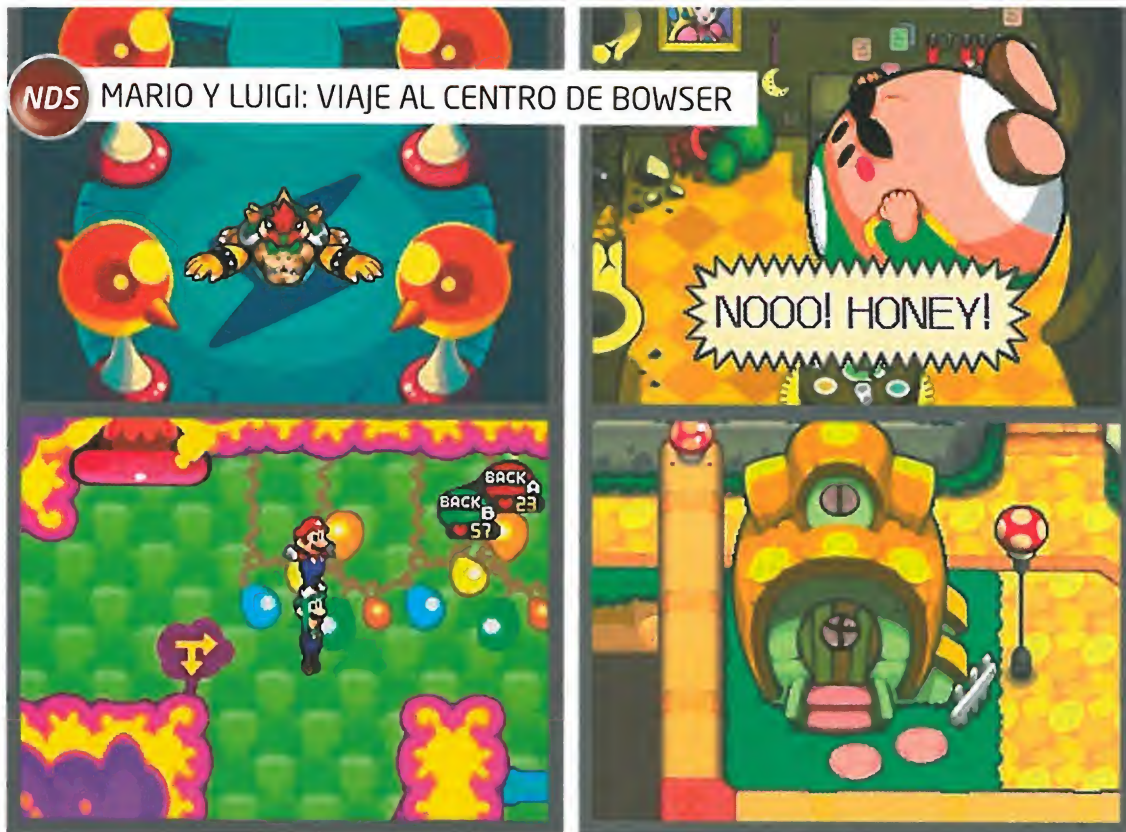 NDS MARIO Y LUIGI: VIAJE AL CENTRO DE BOWSER
NOOO! HONEY!
BACK A
23
BACK B
57
T